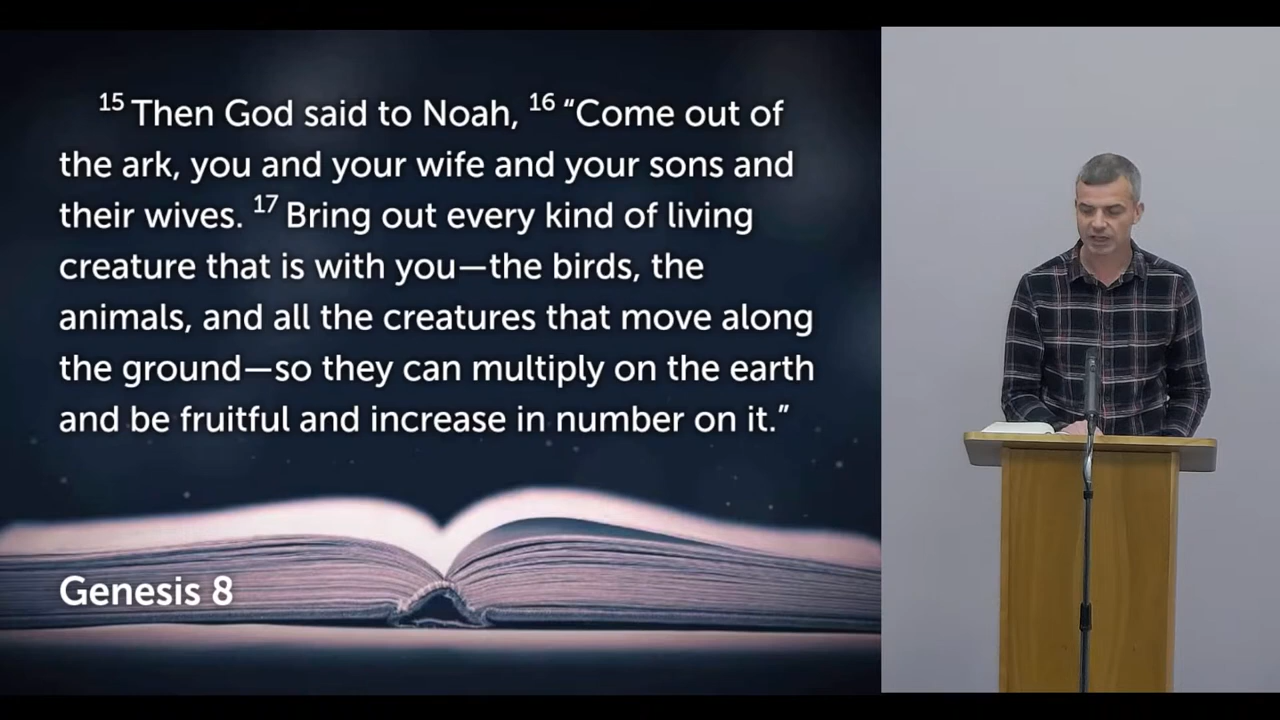 15 Then God said to Noah, 16 “Come out of
the ark, you and your wife and your sons and
their wives. 17 Bring out every kind of living
creature that is with you—the birds, the
animals, and all the creatures that move along
the ground—so they can multiply on the earth
and be fruitful and increase in number on it.”
Genesis 8